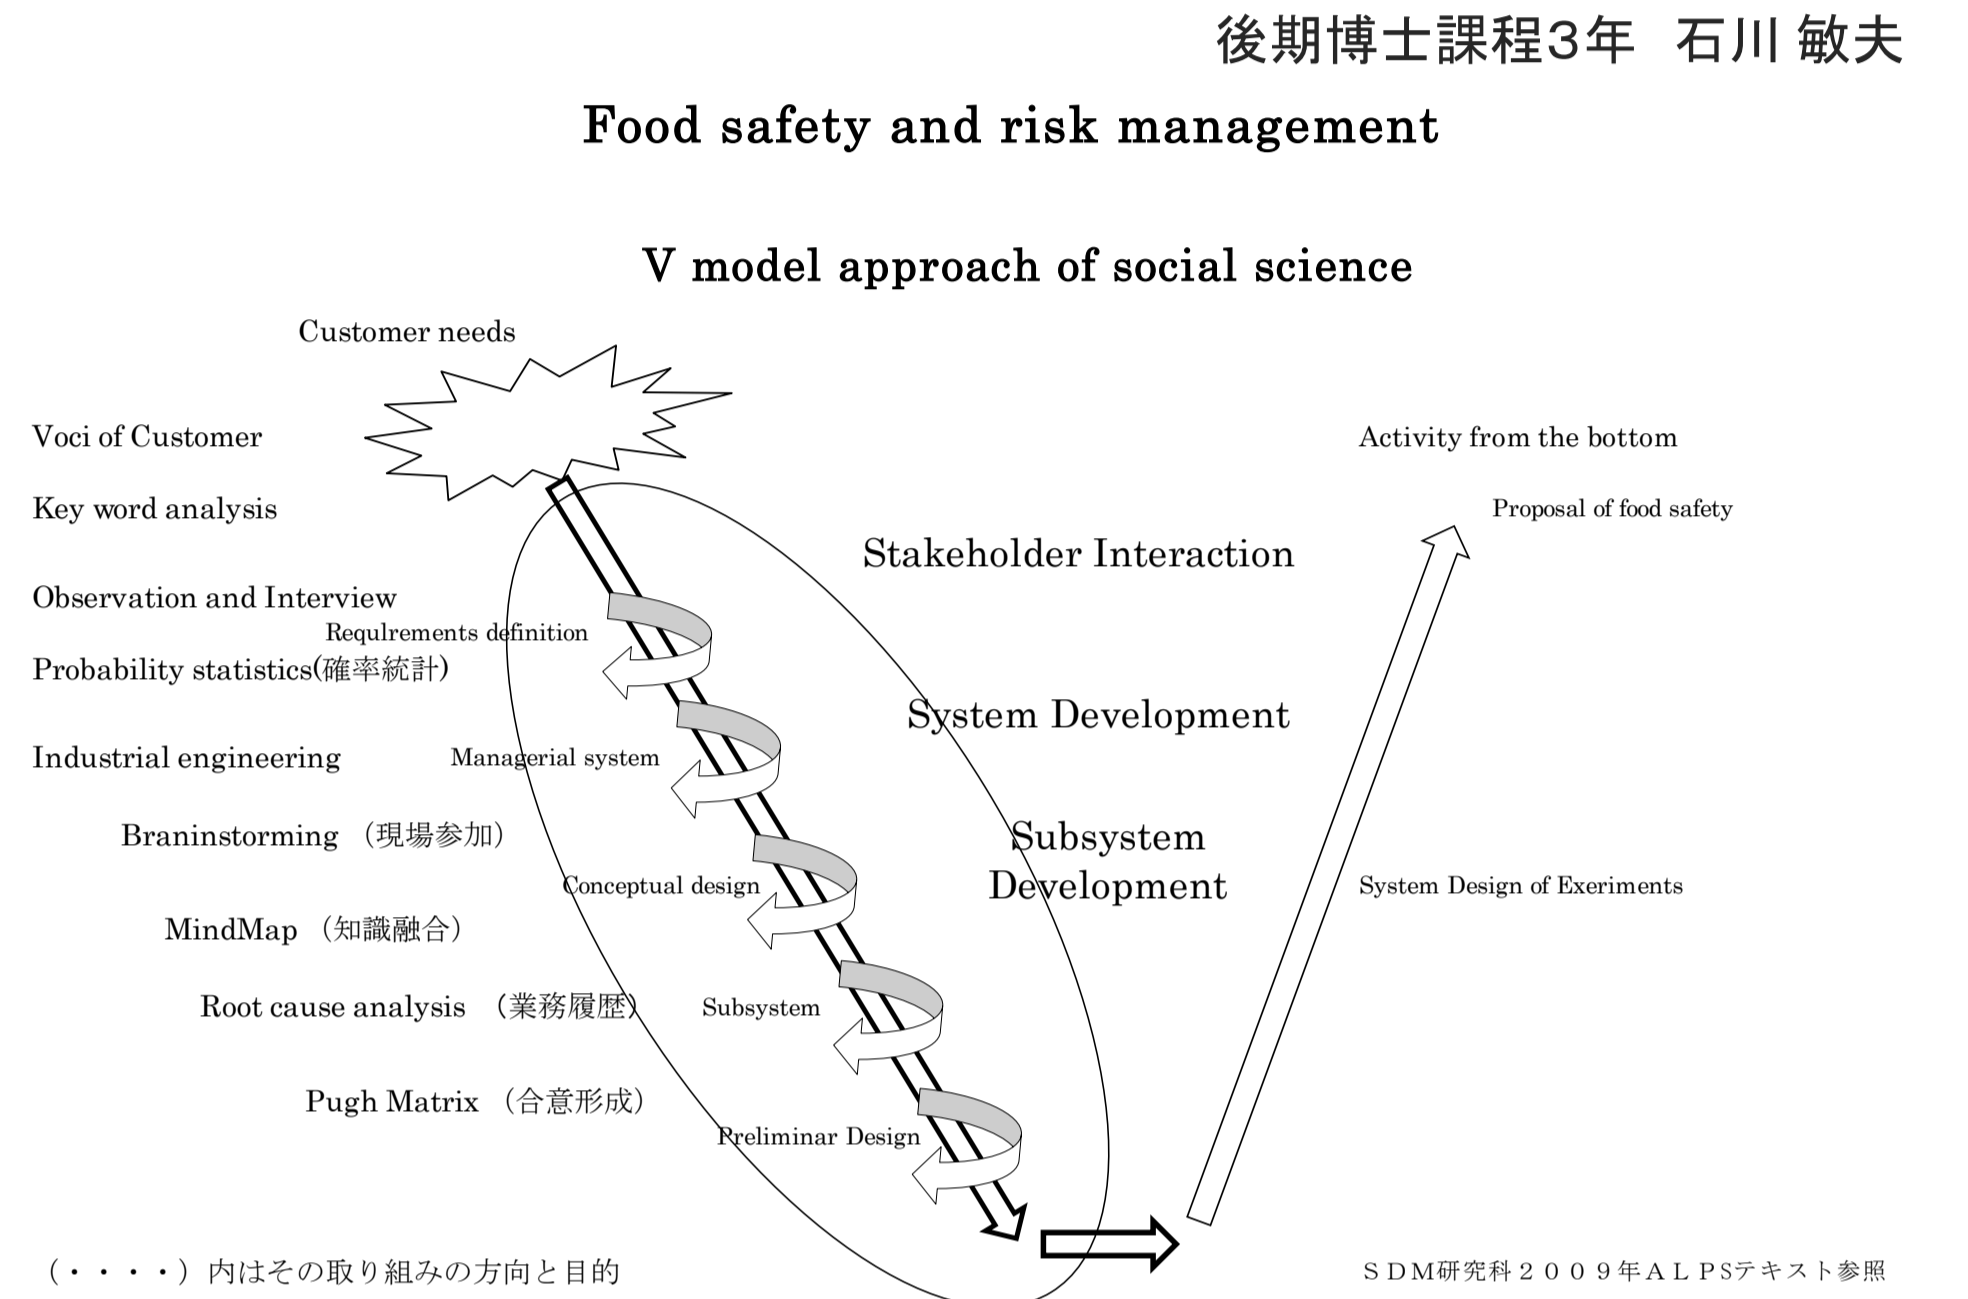 後期博士課程3年　石川 敏夫
Food safety and risk management
V model approach of social science
Customer needs
Voci of Customer
Activity from the bottom
Key word analysis
Proposal of food safety
Stakeholder Interaction
Observation and Interview
Requlrements definition
Probability statistics(確率統計)
System Development
Industrial engineering
Managerial system
Braninstorming （現場参加）
Subsystem
Development
Conceptual design
System Design of Exeriments
MindMap （知識融合）
Root cause analysis （業務履歴）
Subsystem
Pugh Matrix （合意形成）
Preliminar Design
（・・・・）内はその取り組みの方向と目的
ＳＤＭ研究科２００９年ＡＬＰSテキスト参照